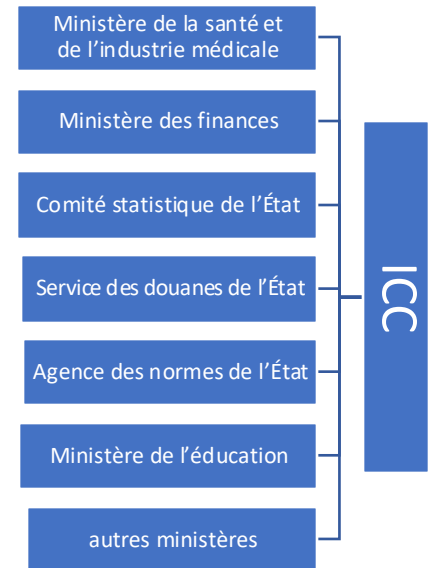 Ministère de la santé et
de l’industrie médicale
Ministère des finances
Comité statistique de l’État
Service des douanes de l’État
Agence des normes de l’État
Ministère de l’éducation
autres ministères
ICC